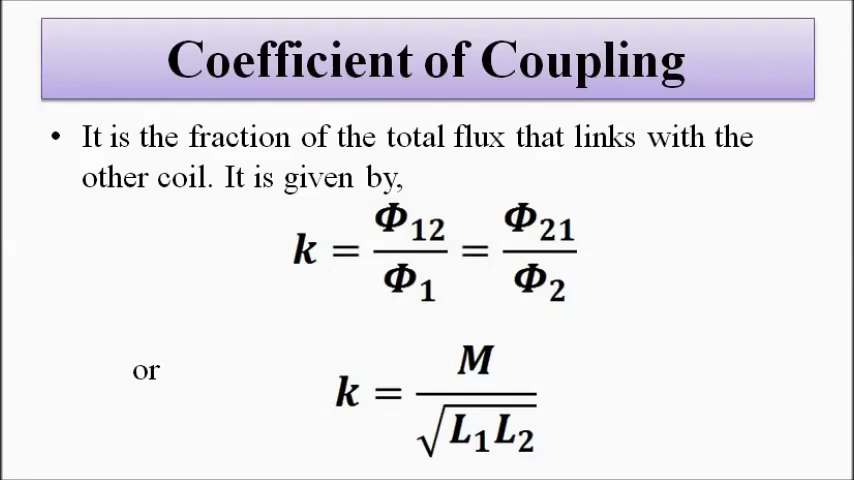 Coefficient of Coupling
• It is the fraction of the total flux that links with the
other coil. It is given by,
k = Φ₁₂/Φ₁ = Φ₂₁/Φ₂
or
k = M/√(L₁L₂)